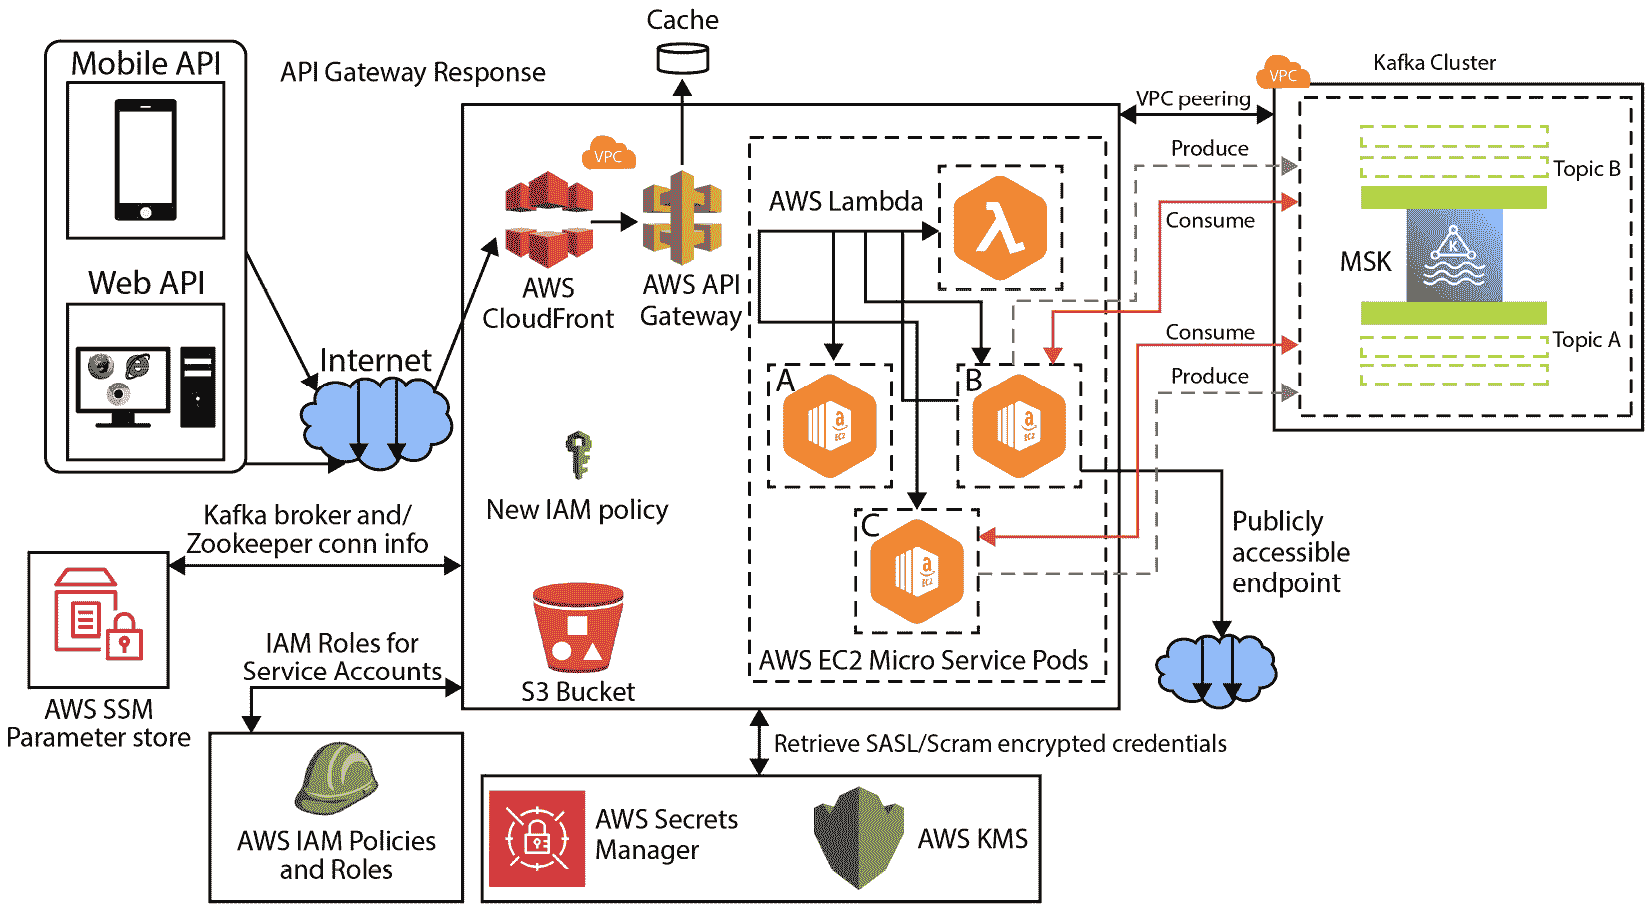 Cache
Mobile API
API Gateway Response
VPC
Kafka Cluster
VPC peering
Produce
Topic B
VPC
AWS Lambda
Consume
Web API
AWS
CloudFront
AWS API
Gateway
MSK
K
Internet
Consume
Topic A
Produce
A
a
EC2
B
a
EC2
New IAM policy
Kafka broker and/
Zookeeper conn info
C
a
EC2
Publicly
accessible
endpoint
IAM Roles for
Service Accounts
S3 Bucket
AWS EC2 Micro Service Pods
AWS SSM
Parameter store
Retrieve SASL/Scram encrypted credentials
AWS IAM Policies
and Roles
AWS Secrets
Manager
AWS KMS